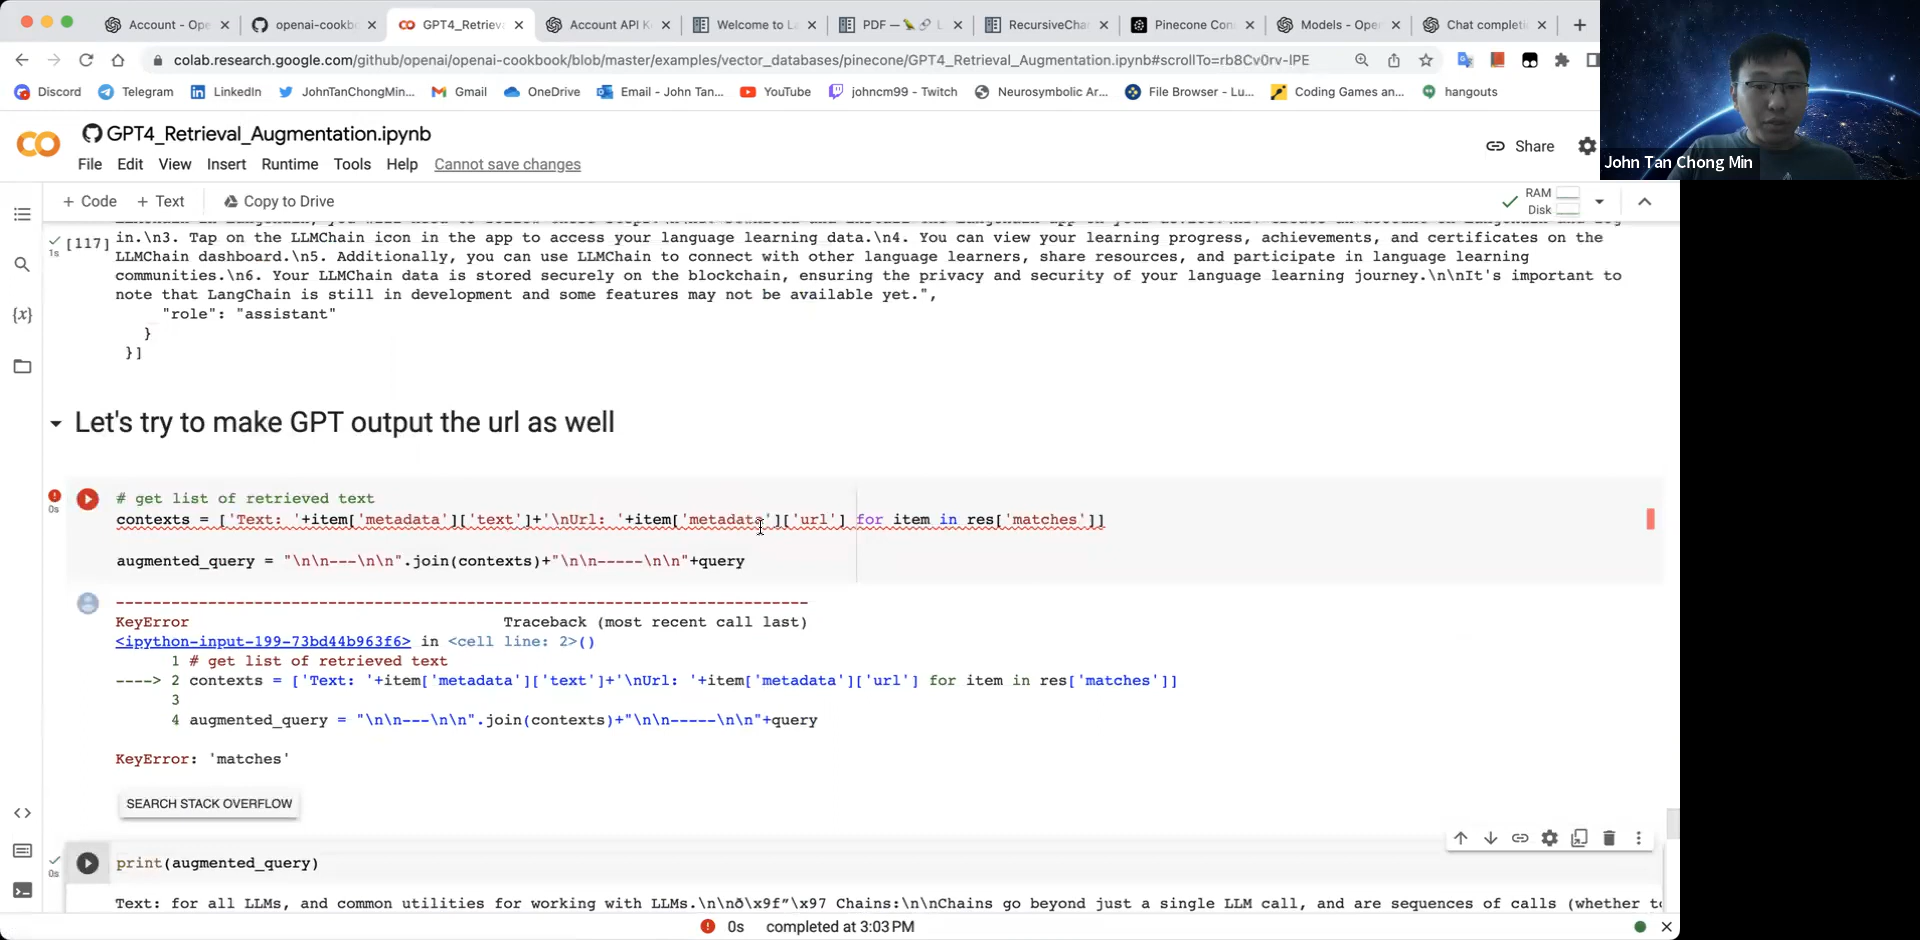 Account - Ope
openai-cookb
GPT4_Retrieva
Account API K
Welcome to La
PDF —
L
RecursiveChar
Pinecone Con
Models - Open
Chat completi
colab.research.google.com/github/openai/openai-cookbook/blob/master/examples/vector_databases/pinecone/GPT4_Retrieval_Augmentation.ipynb#scrollTo=rb8Cv0rv-IPE
Discord
Telegram
LinkedIn
JohnTanChongMin...
Gmail
OneDrive
Email - John Tan...
YouTube
johncm99 - Twitch
Neurosymbolic Ar...
File Browser - Lu...
Coding Games an...
hangouts
John Tan Chong Min
GPT4_Retrieval_Augmentation.ipynb
File Edit View Insert Runtime Tools Help Cannot save changes
Share
+ Code + Text Copy to Drive
RAM
Disk
1s
[117]
in.\n3. Tap on the LLMChain icon in the app to access your language learning data.\n4. You can view your learning progress, achievements, and certificates on the
LLMChain dashboard.\n5. Additionally, you can use LLMChain to connect with other language learners, share resources, and participate in language learning
communities.\n6. Your LLMChain data is stored securely on the blockchain, ensuring the privacy and security of your language learning journey.\n\nIt's important to
note that LangChain is still in development and some features may not be available yet.",
"role": "assistant"
}
}]
Let's try to make GPT output the url as well
0s
# get list of retrieved text
contexts = ['Text: '+item['metadata']['text']+'\nUrl: '+item['metadata']['url'] for item in res['matches']]
augmented_query = "\n\n---\n\n".join(contexts)+"\n\n-----\n\n"+query
---------------------------------------------------------------------------
KeyError Traceback (most recent call last)
<ipython-input-199-73bd44b963f6> in <cell line: 2>()
1 # get list of retrieved text
----> 2 contexts = ['Text: '+item['metadata']['text']+'\nUrl: '+item['metadata']['url'] for item in res['matches']]
3
4 augmented_query = "\n\n---\n\n".join(contexts)+"\n\n-----\n\n"+query
KeyError: 'matches'
SEARCH STACK OVERFLOW
0s
print(augmented_query)
Text: for all LLMs, and common utilities for working with LLMs.\n\nð\x9f”\x97 Chains:\n\nChains go beyond just a single LLM call, and are sequences of calls (whether to
0s completed at 3:03 PM